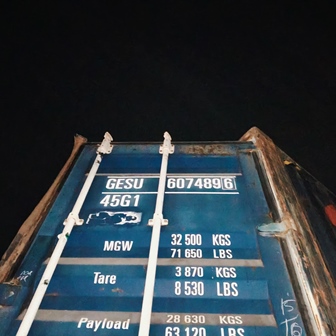 GESU 607489 6
45G1
MGW 32 500 KGS
71 650 LBS
Tare 3 870 KGS
8 530 LBS
Payload 28 630 KGS
63 120 LBS